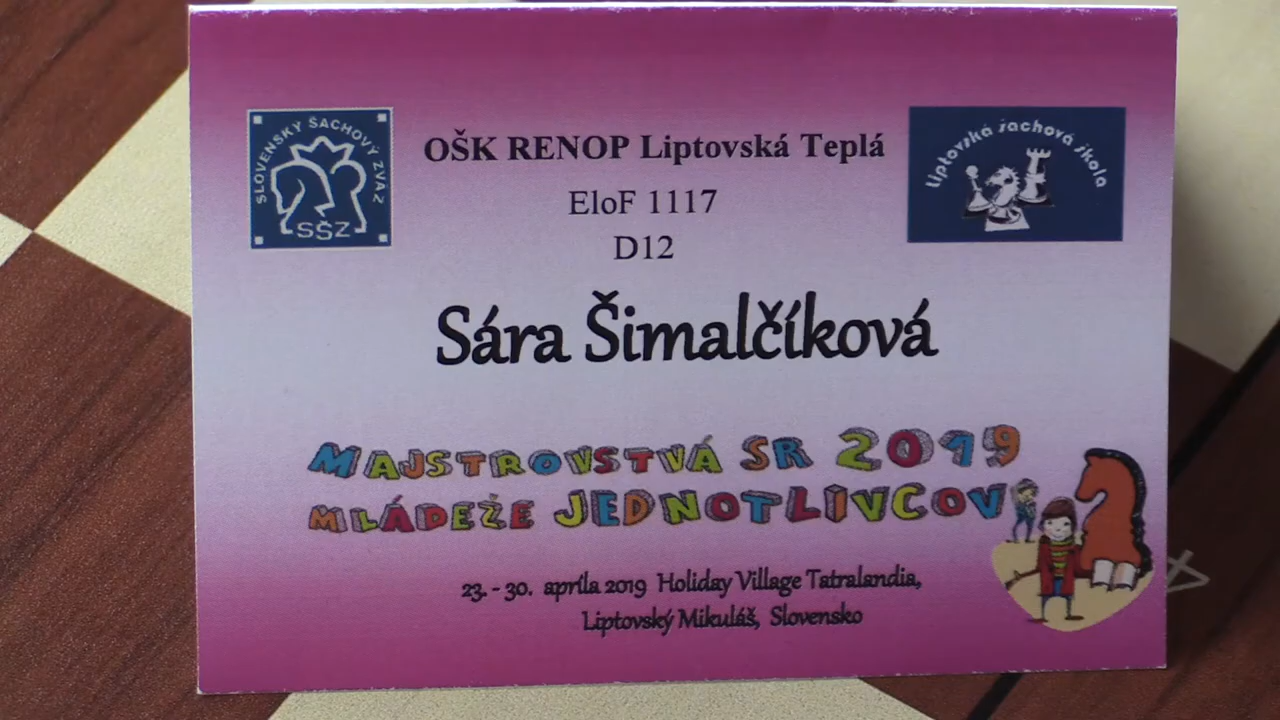 SLOVENSKÝ ŠACHOVÝ ZVÄZ
SŠZ
OŠK RENOP Liptovská Teplá
EloF 1117
D12
liptovská šachová škola
Sára Šimalčíková
MAJSTROVSTVÁ SR 2019
MLÁDEŽE JEDNOTLIVCOV
23. - 30. apríla 2019 Holiday Village Tatralandia,
Liptovský Mikuláš, Slovensko